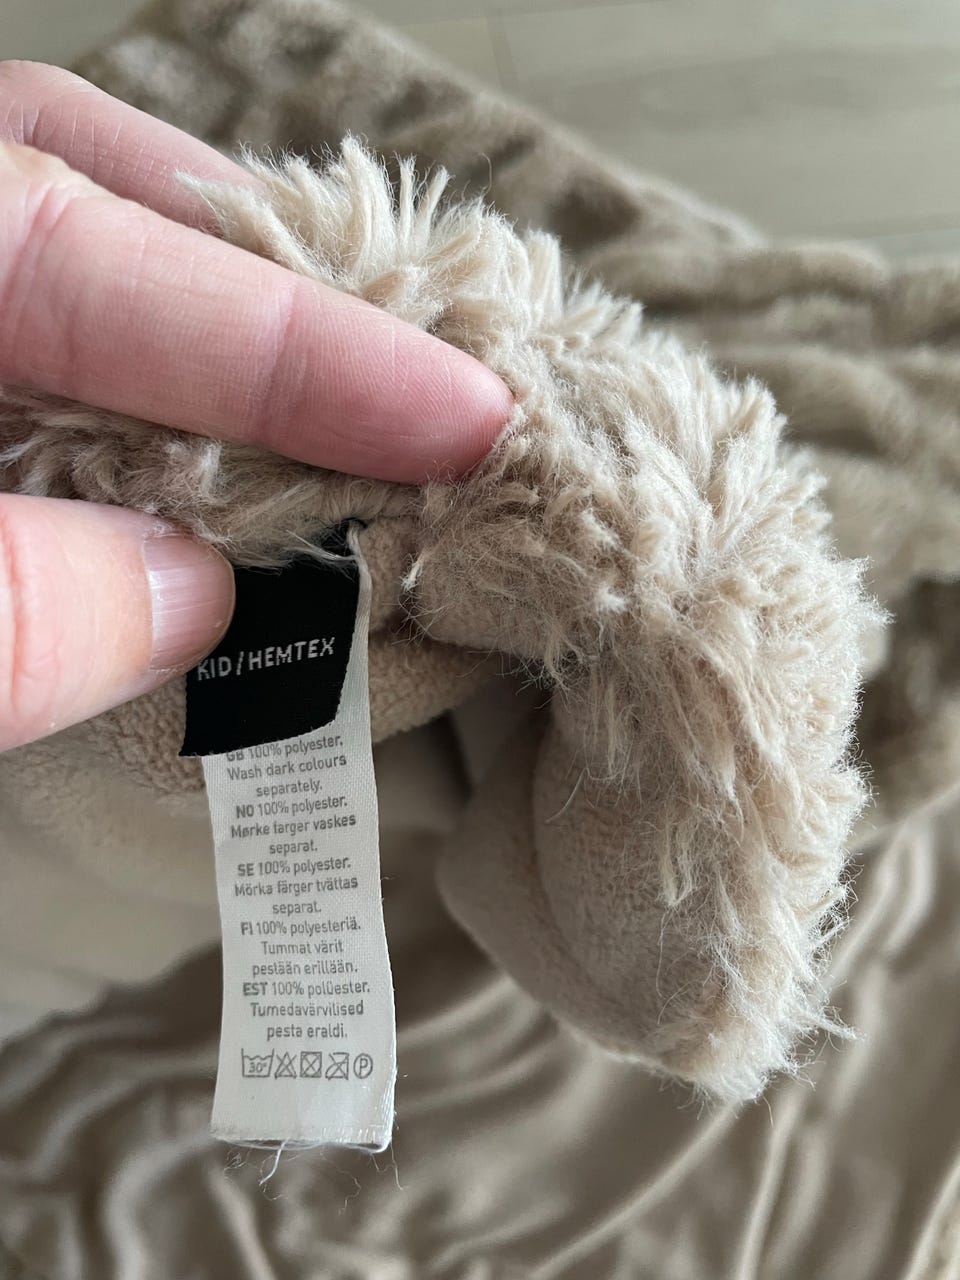 KID/HEMTEX
GB 100% polyester.
Wash dark colours
separately.
NO 100% polyester.
Mørke farger vaskes
separat.
SE 100% polyester.
Mörka färger tvättas
separat.
FI 100% polyesteriä.
Tummat värit
pestään erillään.
EST 100% polüester.
Tumedavärvilised
pesta eraldi.
30° P